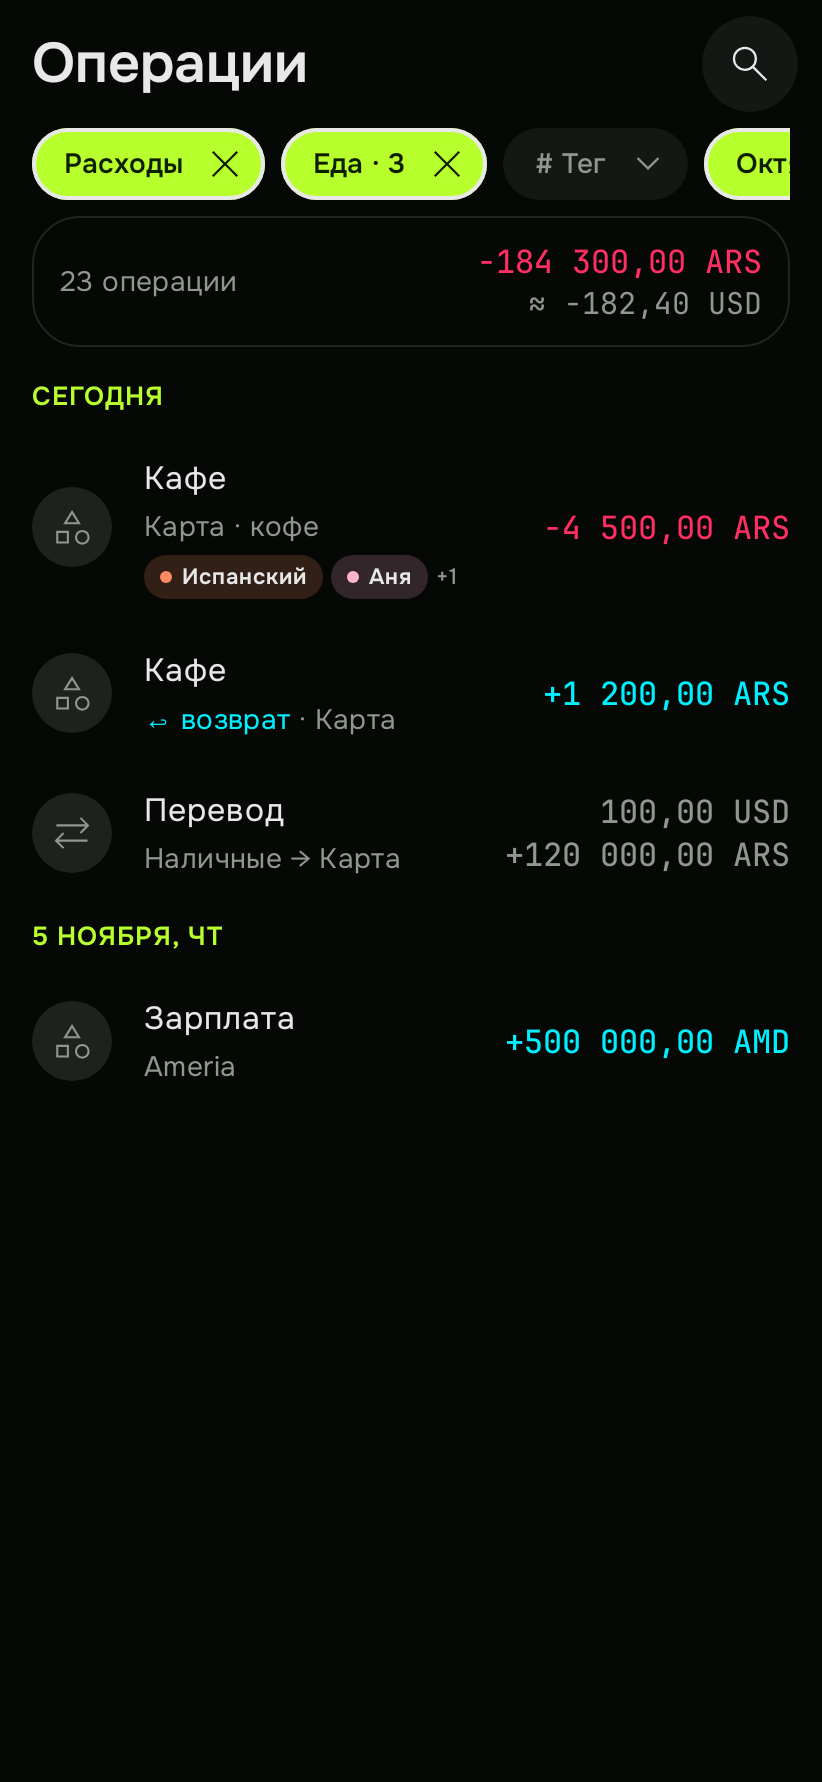 Операции
Расходы
Еда · 3
# Тег
Окт
23 операции
-184 300,00 ARS
≈ -182,40 USD
СЕГОДНЯ
Кафе
Карта · кофе
-4 500,00 ARS
Испанский
Аня
+1
Кафе
↩ возврат · Карта
+1 200,00 ARS
Перевод
Наличные → Карта
100,00 USD
+120 000,00 ARS
5 НОЯБРЯ, ЧТ
Зарплата
Ameria
+500 000,00 AMD